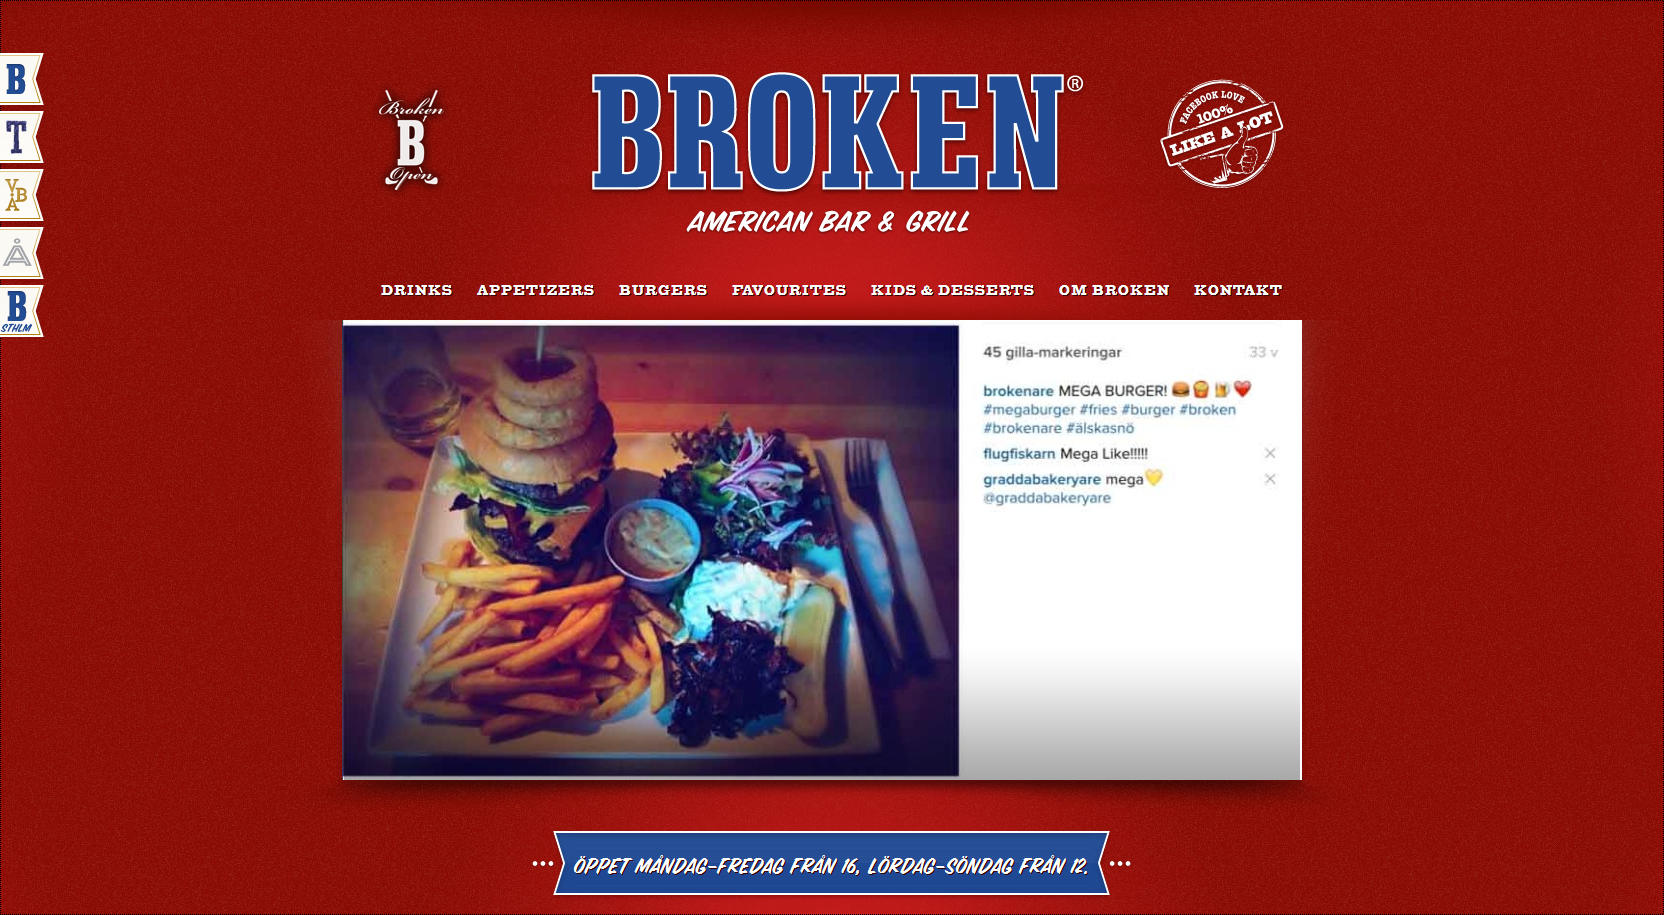 B
T
VBA
Å
B
STHLM
Broken
B
Open
BROKEN®
AMERICAN BAR & GRILL
FACEBOOK LOVE
100%
LIKE A LOT
DRINKS APPETIZERS BURGERS FAVOURITES KIDS & DESSERTS OM BROKEN KONTAKT
45 gilla-markeringar 33 v
brokenare MEGA BURGER! 🍔🍟🍺❤️
#megaburger #fries #burger #broken
#brokenare #älskasnö
flugfiskarn Mega Like!!!!! ×
graddabakeryare mega💛 ×
@graddabakeryare
••• ÖPPET MÅNDAG–FREDAG FRÅN 16, LÖRDAG–SÖNDAG FRÅN 12. •••